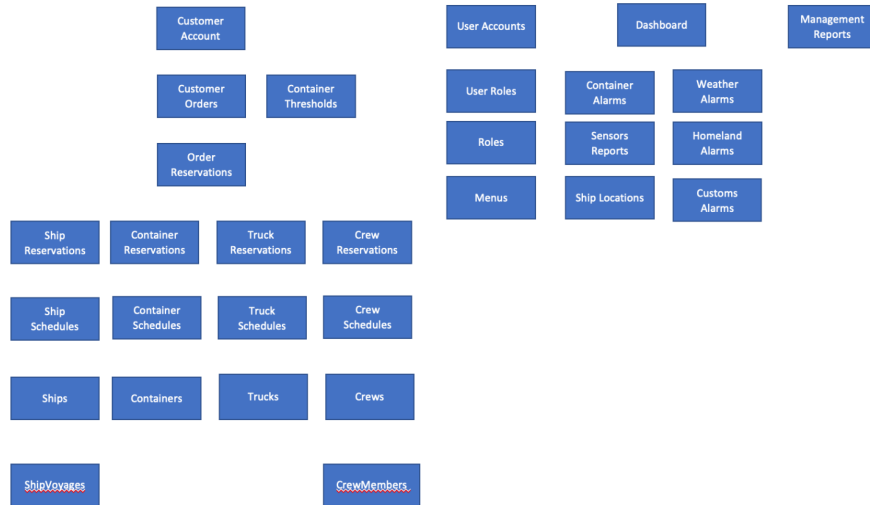 Customer
Account
User Accounts
Dashboard
Management
Reports
Customer
Orders
Container
Thresholds
User Roles
Container
Alarms
Weather
Alarms
Order
Reservations
Roles
Sensors
Reports
Homeland
Alarms
Menus
Ship Locations
Customs
Alarms
Ship
Reservations
Container
Reservations
Truck
Reservations
Crew
Reservations
Ship
Schedules
Container
Schedules
Truck
Schedules
Crew
Schedules
Ships
Containers
Trucks
Crews
ShipVoyages
CrewMembers